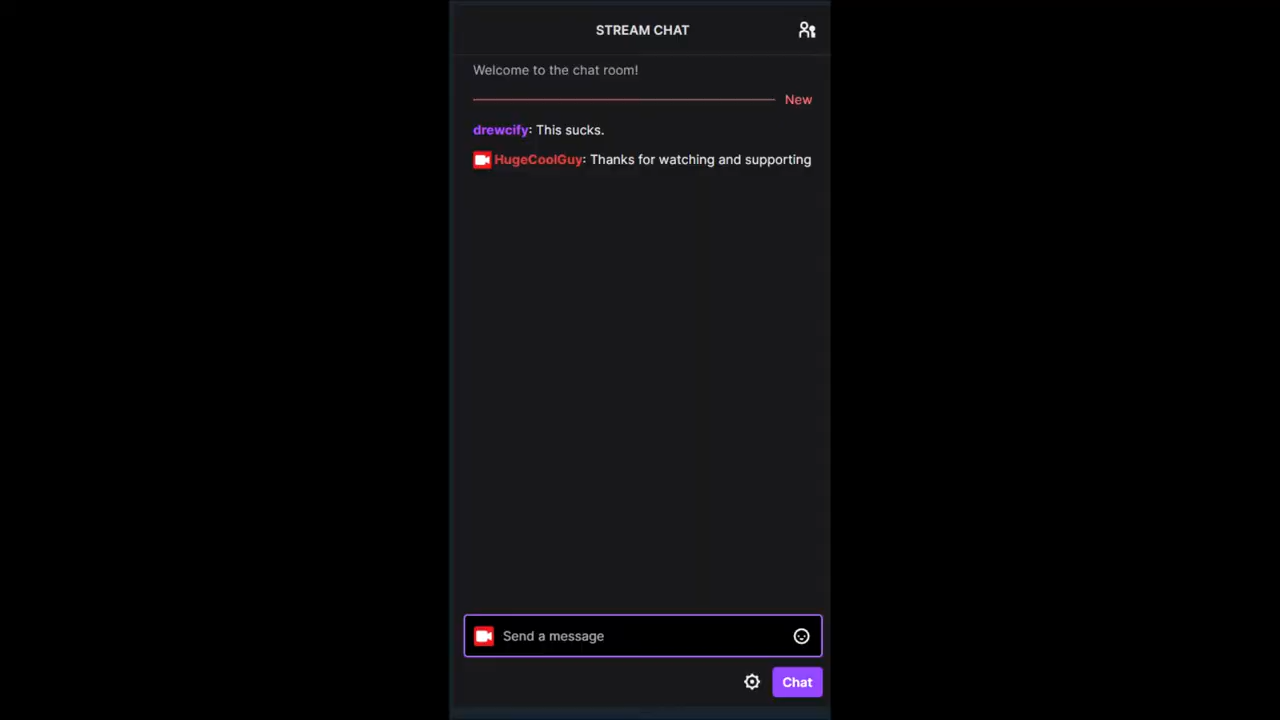 STREAM CHAT
Welcome to the chat room!
New
drewcify: This sucks.
HugeCoolGuy: Thanks for watching and supporting
Send a message
Chat